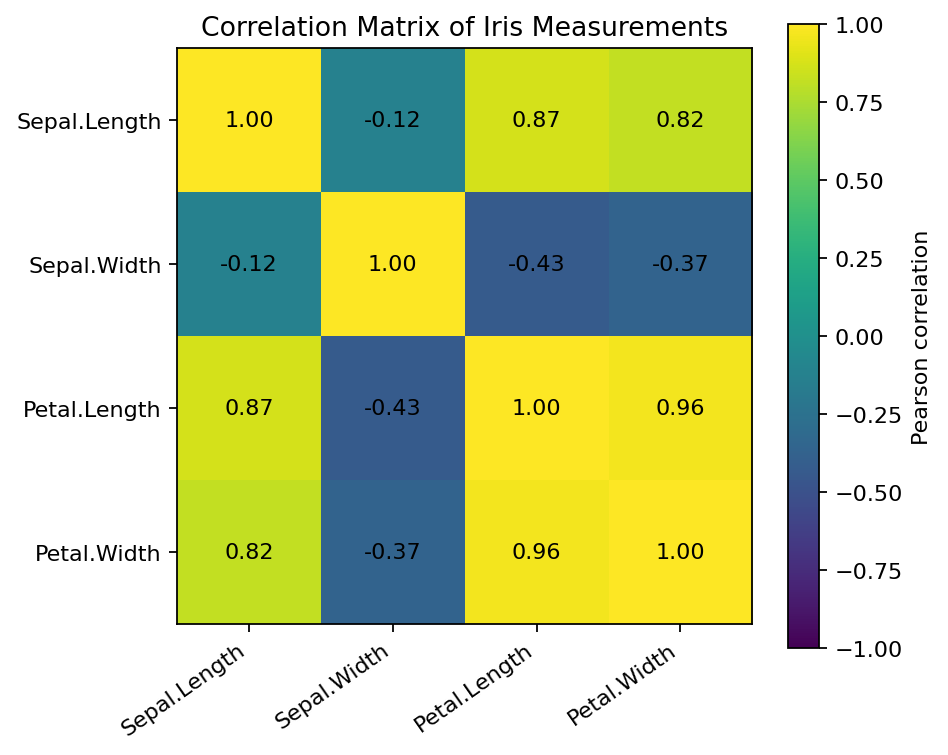 Correlation Matrix of Iris Measurements
Sepal.Length 1.00 -0.12 0.87 0.82
Sepal.Width -0.12 1.00 -0.43 -0.37
Petal.Length 0.87 -0.43 1.00 0.96
Petal.Width 0.82 -0.37 0.96 1.00
Sepal.Length Sepal.Width Petal.Length Petal.Width
1.00
0.75
0.50
0.25
0.00
−0.25
−0.50
−0.75
−1.00
Pearson correlation